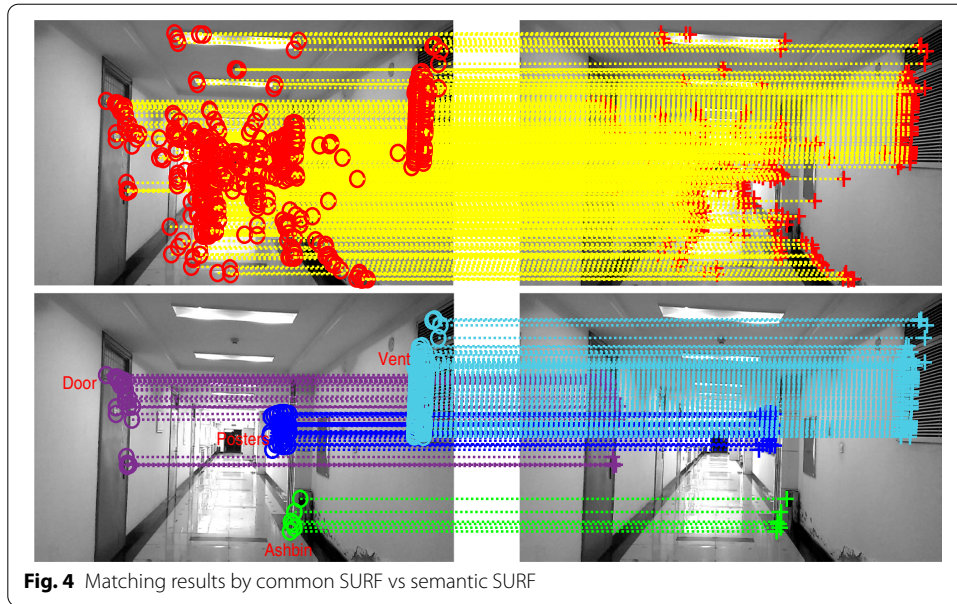 Vent
Door
Posters
Ashbin
Fig. 4 Matching results by common SURF vs semantic SURF